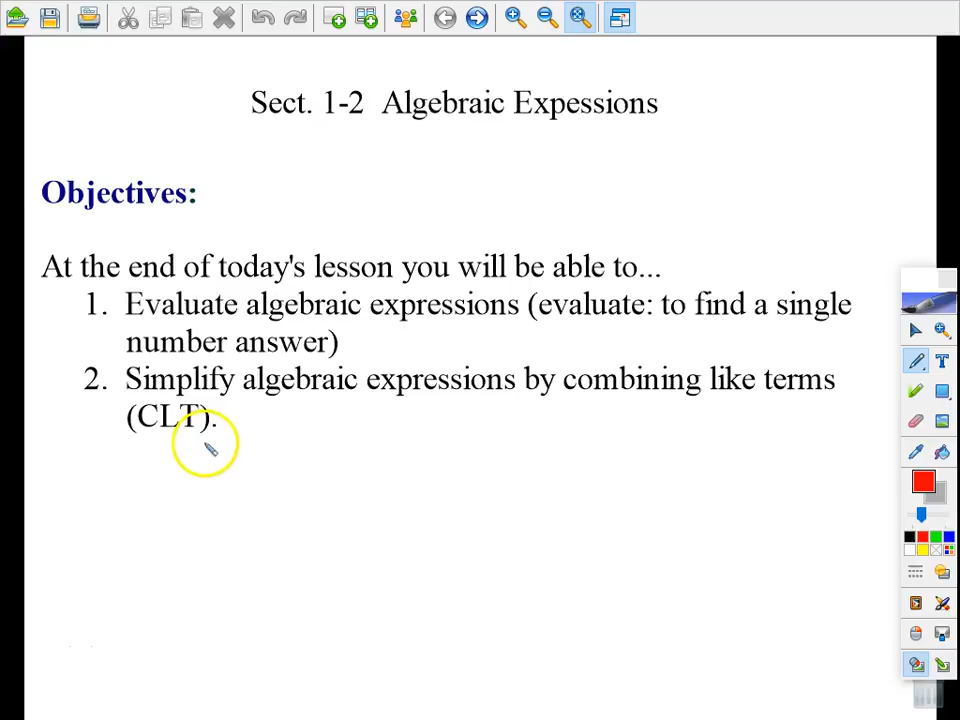 Sect. 1-2 Algebraic Expessions
Objectives:
At the end of today's lesson you will be able to...
1. Evaluate algebraic expressions (evaluate: to find a single
number answer)
2. Simplify algebraic expressions by combining like terms
(CLT).
T